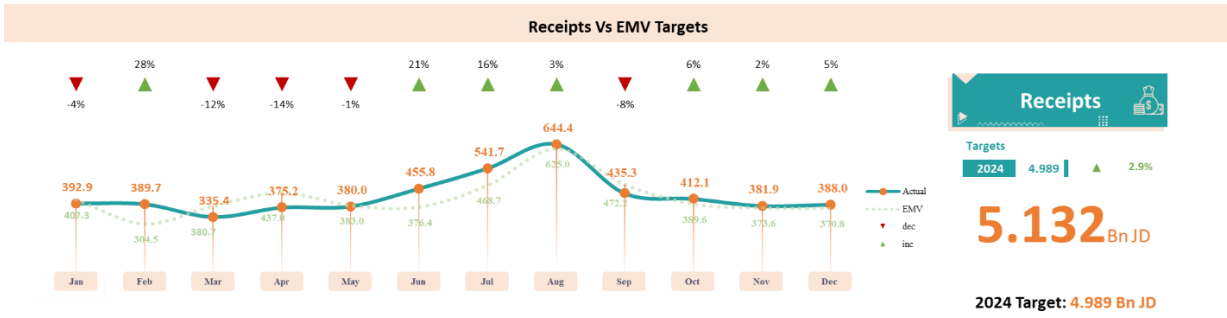 Receipts Vs EMV Targets
28% 21% 16% 3% 6% 2% 5%
-4% -12% -14% -1% -8%
392.9 389.7 335.4 375.2 380.0 455.8 541.7 644.4 435.3 412.1 381.9 388.0
407.3 304.5 380.7 437.0 383.0 376.4 468.7 625.0 472.2 389.6 373.6 370.8
Jan Feb Mar Apr May Jun Jul Aug Sep Oct Nov Dec
Actual
EMV
dec
inc
Receipts
$
Targets
2024 4.989 2.9%
5.132 Bn JD
2024 Target: 4.989 Bn JD